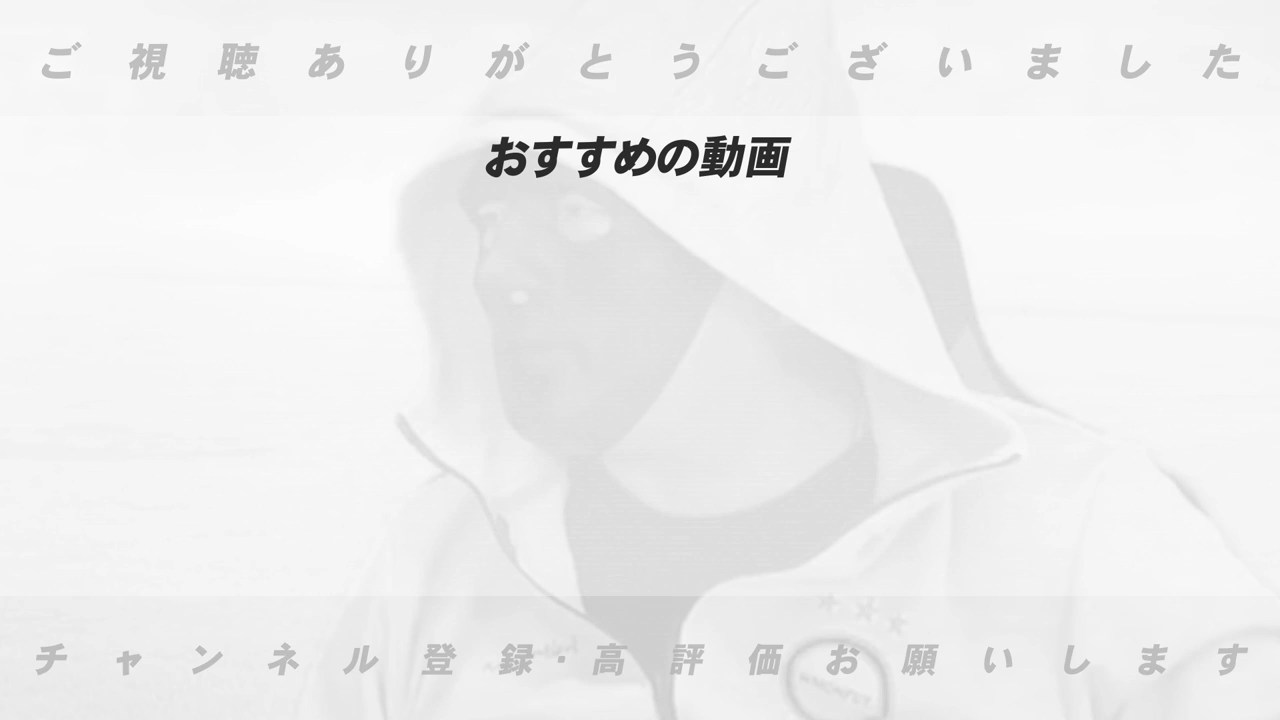 ご視聴ありがとうございました
おすすめの動画
チャンネル登録・高評価お願いします